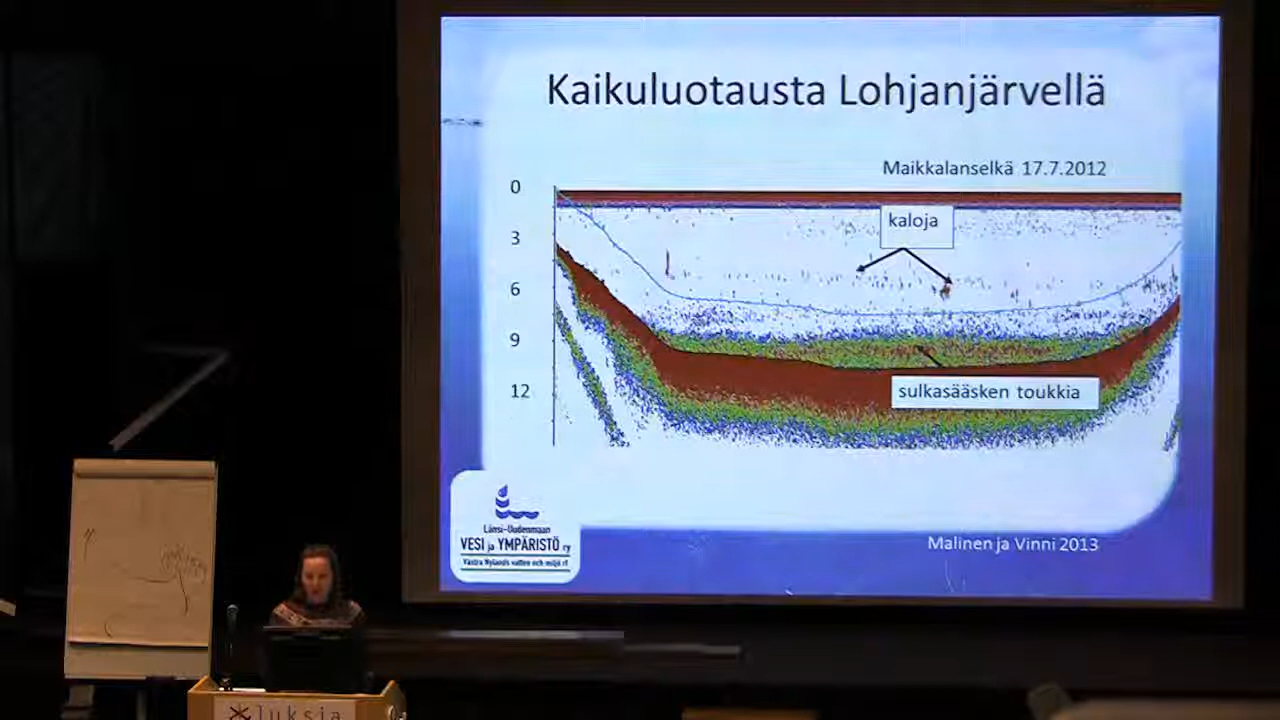 Kaikuluotausta Lohjanjärvellä
Maikkalanselkä 17.7.2012
0
3
6
9
12
kaloja
sulkasääsken toukkia
Länsi-Uudenmaan
VESI ja YMPÄRISTÖ ry
Västra Nylands vatten och miljö rf
Malinen ja Vinni 2013
luksia